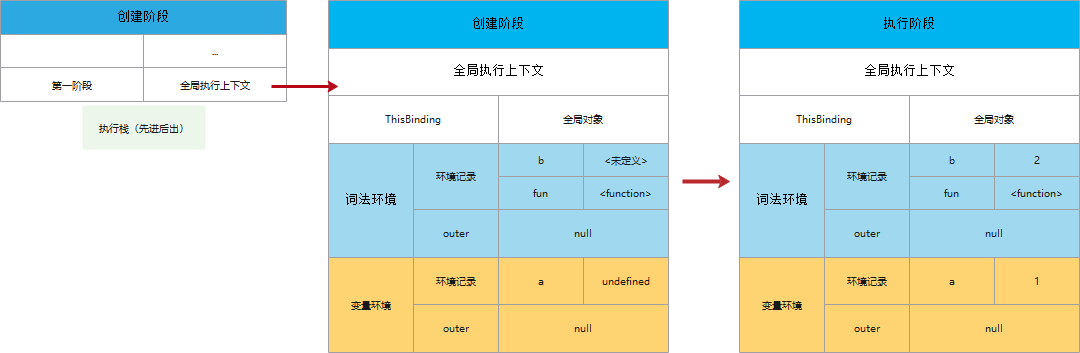 创建阶段
...
第一阶段 全局执行上下文
执行栈（先进后出）
创建阶段
全局执行上下文
ThisBinding 全局对象
词法环境 环境记录 b <未定义>
fun <function>
outer null
变量环境 环境记录 a undefined
outer null
执行阶段
全局执行上下文
ThisBinding 全局对象
词法环境 环境记录 b 2
fun <function>
outer null
变量环境 环境记录 a 1
outer null